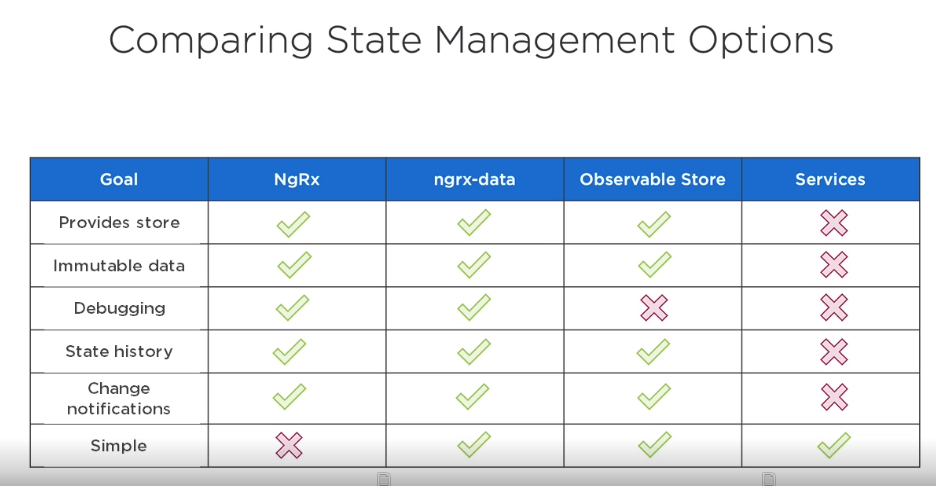 Comparing State Management Options
Goal NgRx ngrx-data Observable Store Services
Provides store
Immutable data
Debugging
State history
Change
notifications
Simple